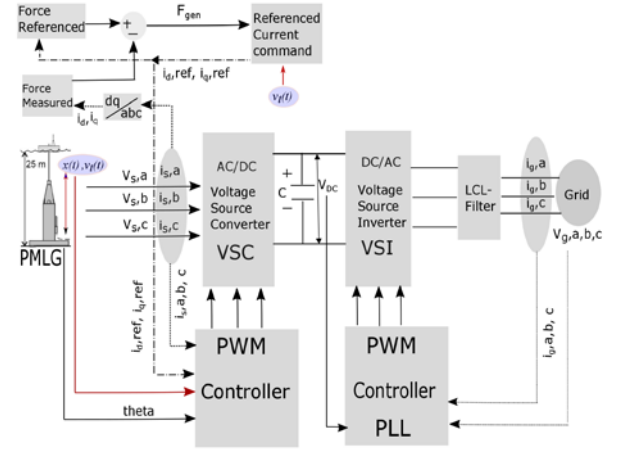 Force
Referenced
+
−
F_gen
Referenced
Current
command
i_d,ref, i_q,ref
v_ℓ(t)
Force
Measured
i_d,i_q
dq
abc
25 m
x(t) ,v_ℓ(t)
PMLG
V_s,a
V_s,b
V_s,c
i_s,a
i_s,b
i_s,c
AC/DC
Voltage
Source
Converter
VSC
+
C
−
V_DC
DC/AC
Voltage
Source
Inverter
VSI
LCL-
Filter
i_g,a
i_g,b
i_g,c
Grid
V_g,a,b,c
i_d,ref, i_q,ref
i_s,a,b, c
i_g,a,b, c
theta
PWM
Controller
PWM
Controller
PLL